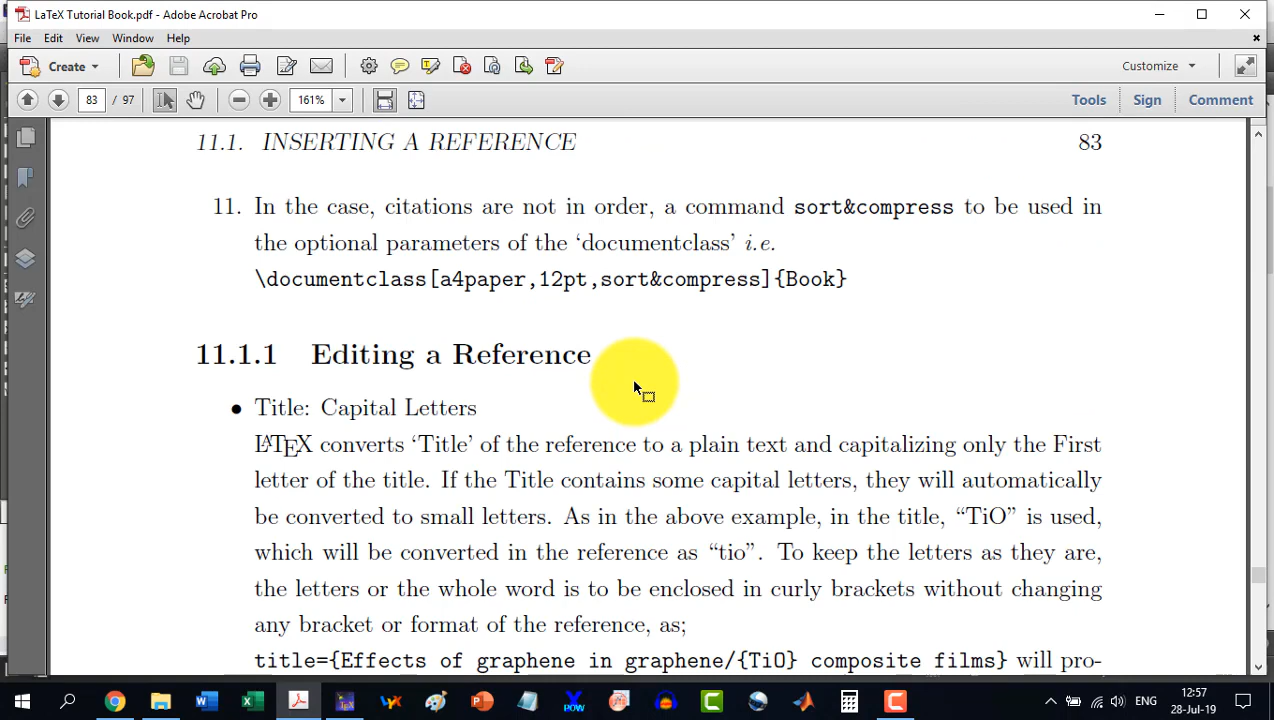 LaTeX Tutorial Book.pdf - Adobe Acrobat Pro
File Edit View Window Help
Create
Customize
83 / 97
161%
Tools Sign Comment
11.1. INSERTING A REFERENCE 83
11. In the case, citations are not in order, a command sort&compress to be used in
the optional parameters of the ‘documentclass’ i.e.
\documentclass[a4paper,12pt,sort&compress]{Book}
11.1.1 Editing a Reference
• Title: Capital Letters
LATEX converts ‘Title’ of the reference to a plain text and capitalizing only the First
letter of the title. If the Title contains some capital letters, they will automatically
be converted to small letters. As in the above example, in the title, “TiO” is used,
which will be converted in the reference as “tio”. To keep the letters as they are,
the letters or the whole word is to be enclosed in curly brackets without changing
any bracket or format of the reference, as;
title={Effects of graphene in graphene/{TiO} composite films} will pro-
ENG
12:57
28-Jul-19